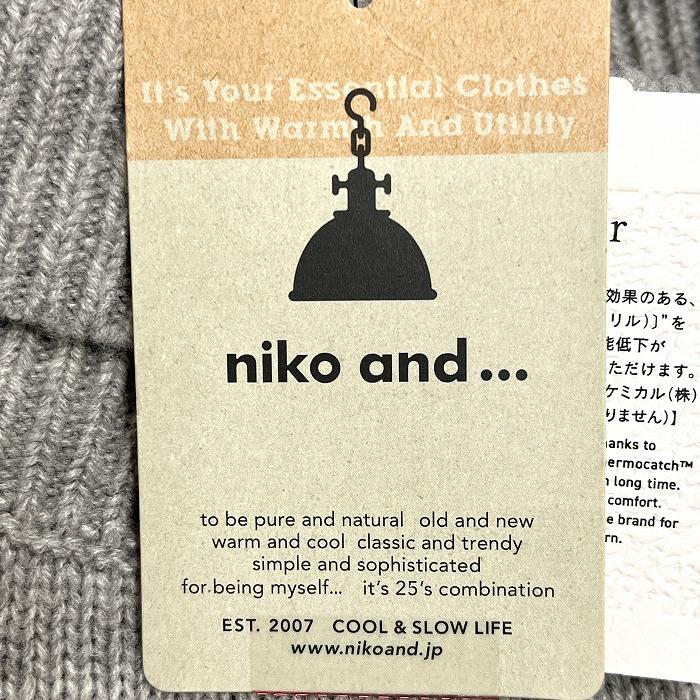 It's Your Essential Clothes
With Warmth And Utility
niko and...
to be pure and natural old and new
warm and cool classic and trendy
simple and sophisticated
for being myself... it's 25's combination
EST. 2007 COOL & SLOW LIFE
www.nikoand.jp
r
効果のある、
リル)〕"を
能低下が
ただけます。
ケミカル(株)
りません)】
hanks to
hermocatch™
long time.
comfort.
e brand for
rn.